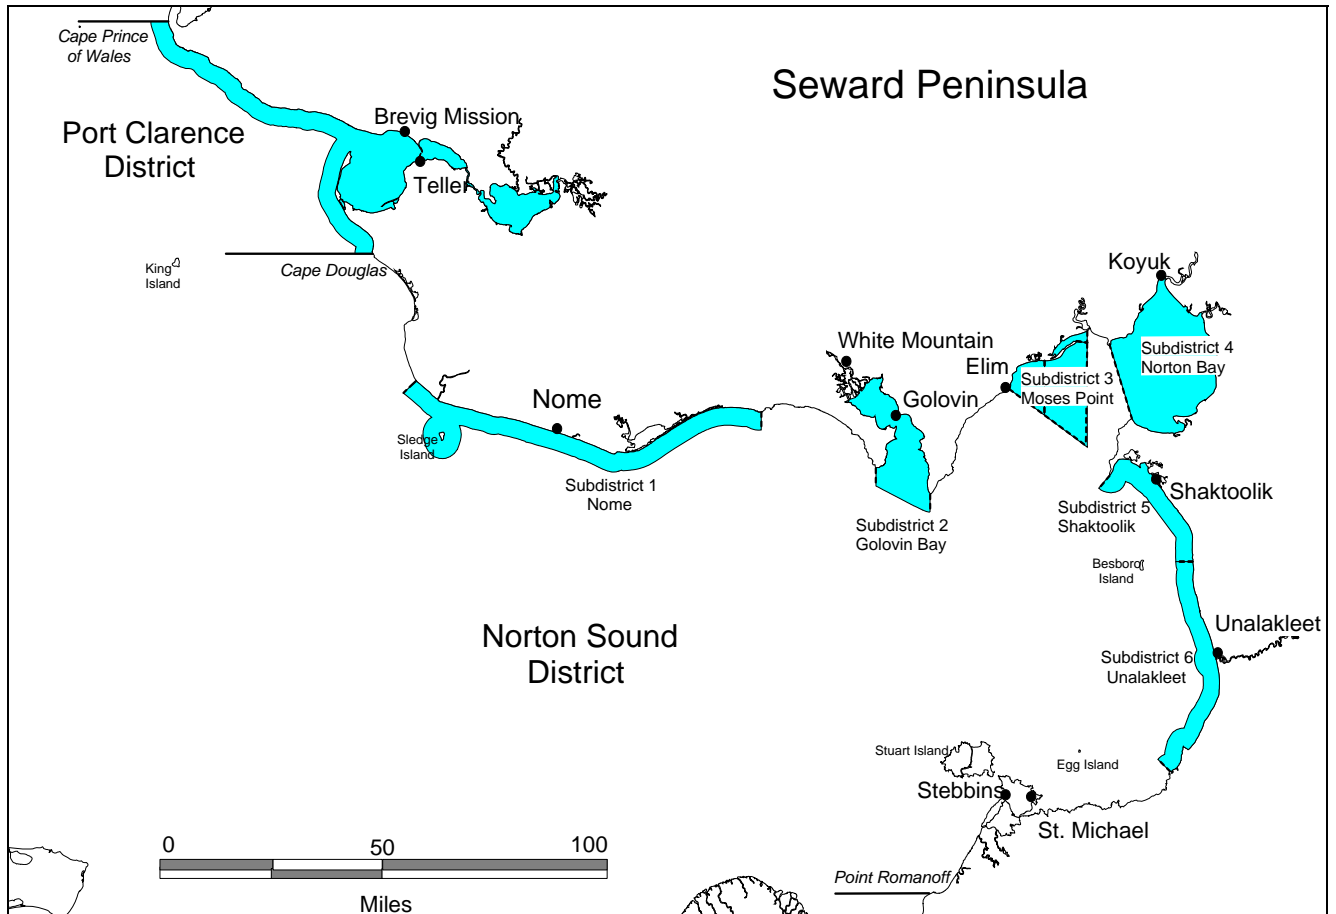 Cape Prince
of Wales
Seward Peninsula
Port Clarence
District
Brevig Mission
Teller
King
Island
Cape Douglas
Koyuk
White Mountain
Elim
Golovin
Subdistrict 4
Norton Bay
Subdistrict 3
Moses Point
Nome
Sledge
Island
Subdistrict 1
Nome
Subdistrict 2
Golovin Bay
Shaktoolik
Subdistrict 5
Shaktoolik
Besboro
Island
Norton Sound
District
Unalakleet
Subdistrict 6
Unalakleet
Stuart Island
Egg Island
Stebbins
St. Michael
Point Romanoff
0 50 100
Miles